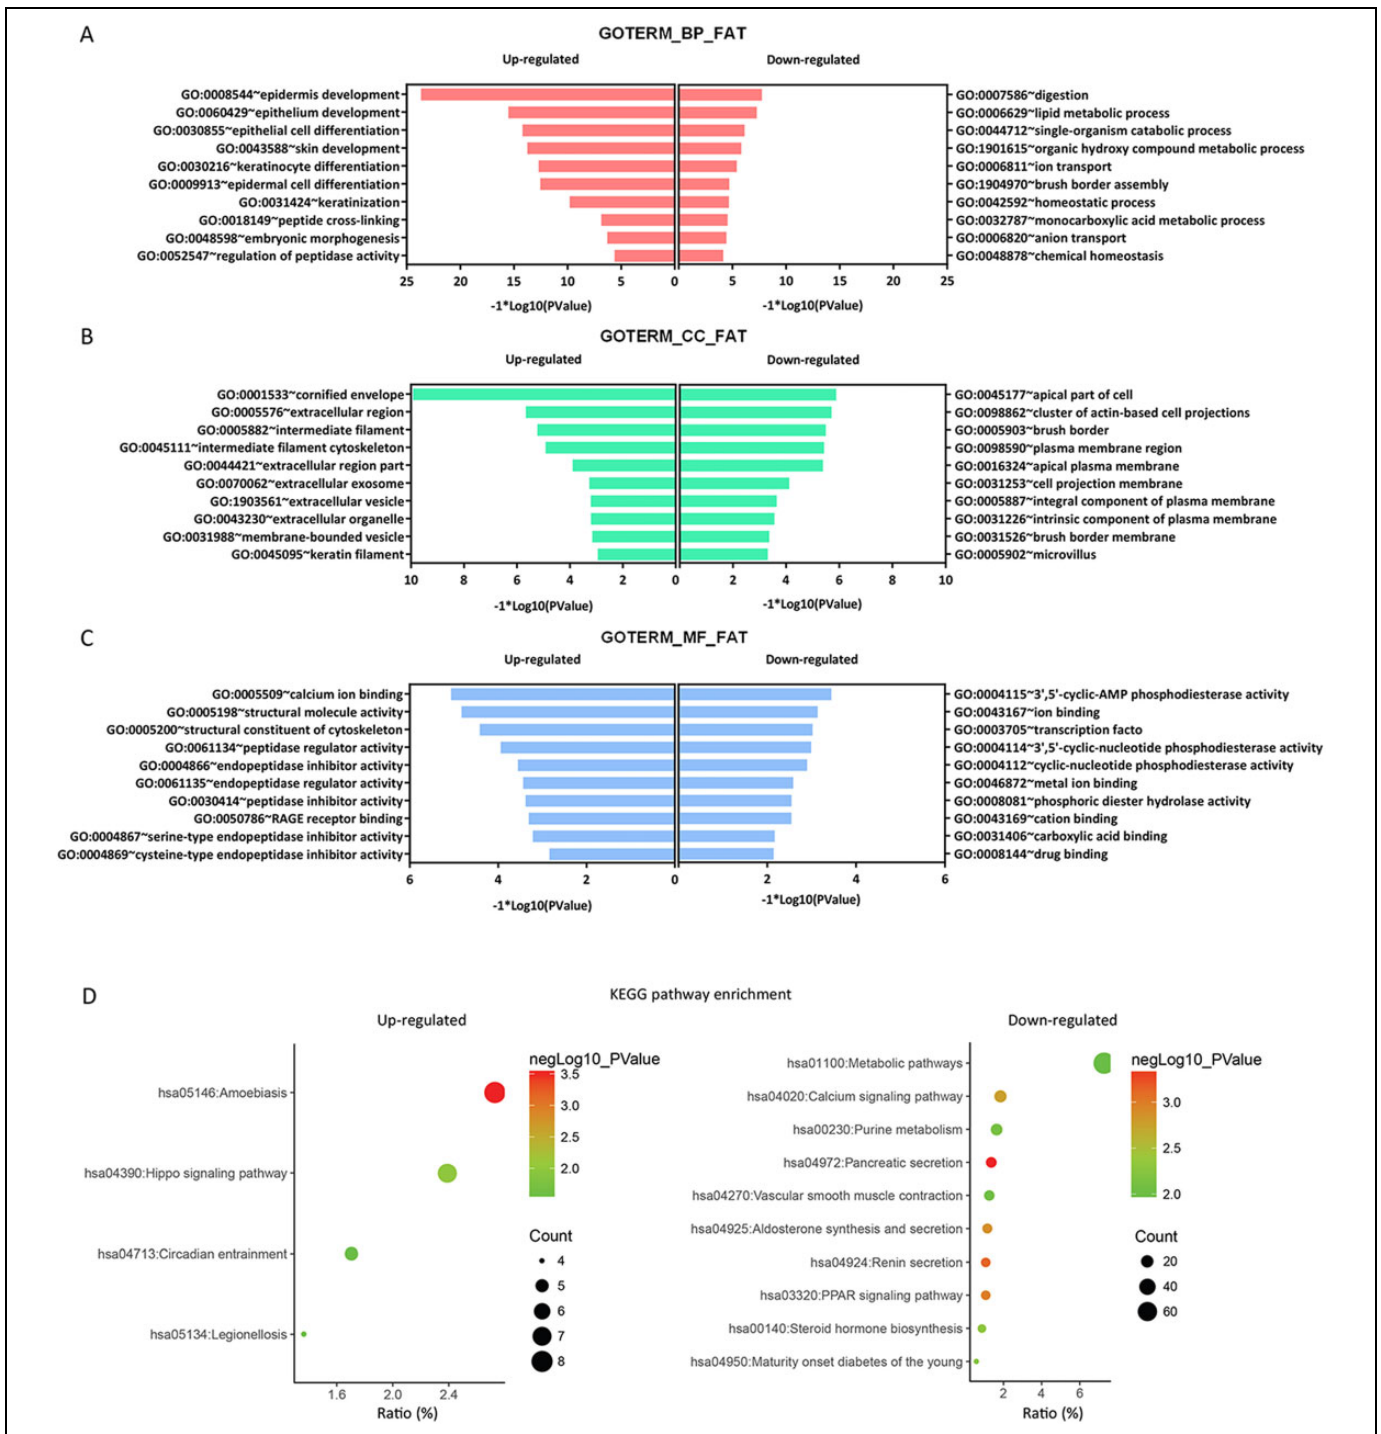 A
GOTERM_BP_FAT
Up-regulated Down-regulated
GO:0008544~epidermis development GO:0007586~digestion
GO:0060429~epithelium development GO:0006629~lipid metabolic process
GO:0030855~epithelial cell differentiation GO:0044712~single-organism catabolic process
GO:0043588~skin development GO:1901615~organic hydroxy compound metabolic process
GO:0030216~keratinocyte differentiation GO:0006811~ion transport
GO:0009913~epidermal cell differentiation GO:1904970~brush border assembly
GO:0031424~keratinization GO:0042592~homeostatic process
GO:0018149~peptide cross-linking GO:0032787~monocarboxylic acid metabolic process
GO:0048598~embryonic morphogenesis GO:0006820~anion transport
GO:0052547~regulation of peptidase activity GO:0048878~chemical homeostasis
25 20 15 10 5 0 5 10 15 20 25
-1*Log10(PValue) -1*Log10(PValue)
B
GOTERM_CC_FAT
Up-regulated Down-regulated
GO:0001533~cornified envelope GO:0045177~apical part of cell
GO:0005576~extracellular region GO:0098862~cluster of actin-based cell projections
GO:0005882~intermediate filament GO:0005903~brush border
GO:0045111~intermediate filament cytoskeleton GO:0098590~plasma membrane region
GO:0044421~extracellular region part GO:0016324~apical plasma membrane
GO:0070062~extracellular exosome GO:0031253~cell projection membrane
GO:1903561~extracellular vesicle GO:0005887~integral component of plasma membrane
GO:0043230~extracellular organelle GO:0031226~intrinsic component of plasma membrane
GO:0031988~membrane-bounded vesicle GO:0031526~brush border membrane
GO:0045095~keratin filament GO:0005902~microvillus
10 8 6 4 2 0 2 4 6 8 10
-1*Log10(PValue) -1*Log10(PValue)
C
GOTERM_MF_FAT
Up-regulated Down-regulated
GO:0005509~calcium ion binding GO:0004115~3',5'-cyclic-AMP phosphodiesterase activity
GO:0005198~structural molecule activity GO:0043167~ion binding
GO:0005200~structural constituent of cytoskeleton GO:0003705~transcription facto
GO:0061134~peptidase regulator activity GO:0004114~3',5'-cyclic-nucleotide phosphodiesterase activity
GO:0004866~endopeptidase inhibitor activity GO:0004112~cyclic-nucleotide phosphodiesterase activity
GO:0061135~endopeptidase regulator activity GO:0046872~metal ion binding
GO:0030414~peptidase inhibitor activity GO:0008081~phosphoric diester hydrolase activity
GO:0050786~RAGE receptor binding GO:0043169~cation binding
GO:0004867~serine-type endopeptidase inhibitor activity GO:0031406~carboxylic acid binding
GO:0004869~cysteine-type endopeptidase inhibitor activity GO:0008144~drug binding
6 4 2 0 2 4 6
-1*Log10(PValue) -1*Log10(PValue)
D
KEGG pathway enrichment
Up-regulated
hsa05146:Amoebiasis
hsa04390:Hippo signaling pathway
hsa04713:Circadian entrainment
hsa05134:Legionellosis
1.6 2.0 2.4
Ratio (%)
negLog10_PValue
3.5
3.0
2.5
2.0
Count
4
5
6
7
8
Down-regulated
hsa01100:Metabolic pathways
hsa04020:Calcium signaling pathway
hsa00230:Purine metabolism
hsa04972:Pancreatic secretion
hsa04270:Vascular smooth muscle contraction
hsa04925:Aldosterone synthesis and secretion
hsa04924:Renin secretion
hsa03320:PPAR signaling pathway
hsa00140:Steroid hormone biosynthesis
hsa04950:Maturity onset diabetes of the young
2 4 6
Ratio (%)
negLog10_PValue
3.0
2.5
2.0
Count
20
40
60